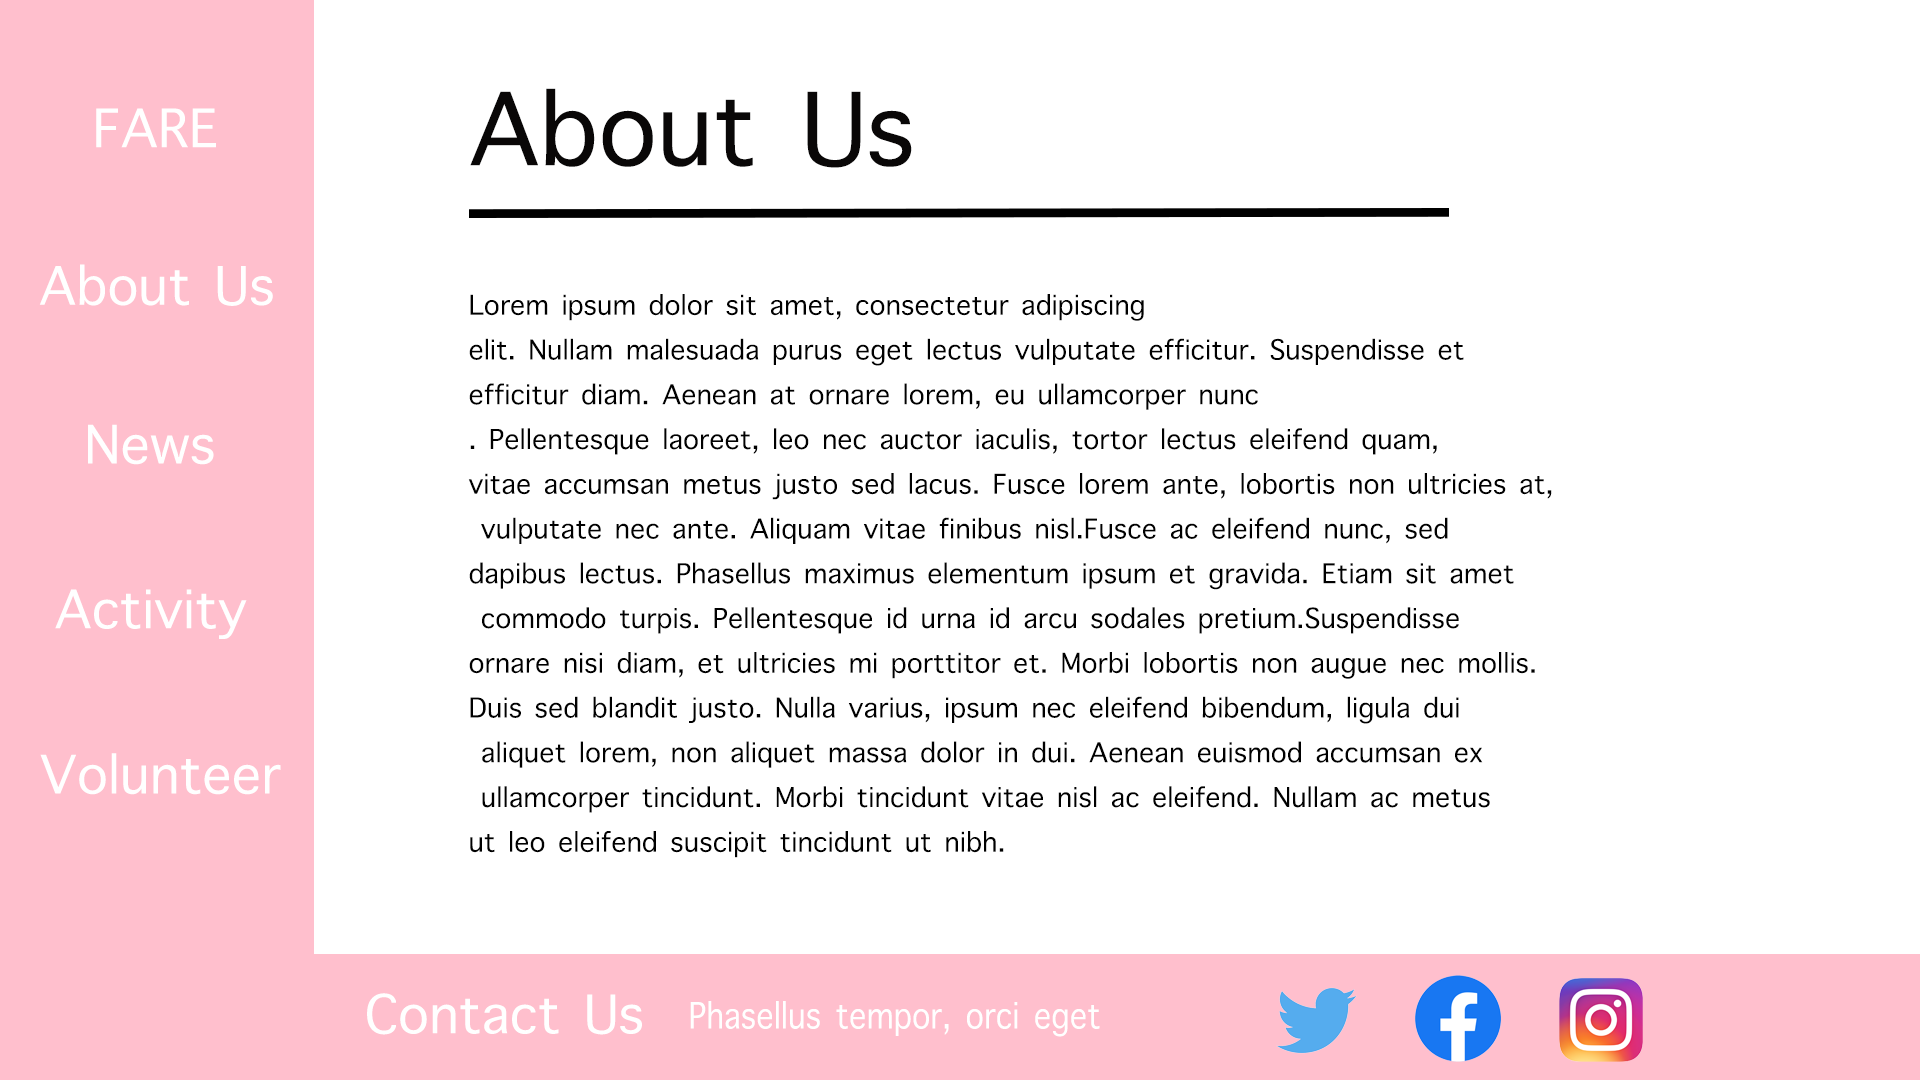 FARE
About Us
News
Activity
Volunteer
About Us
Lorem ipsum dolor sit amet, consectetur adipiscing
elit. Nullam malesuada purus eget lectus vulputate efficitur. Suspendisse et
efficitur diam. Aenean at ornare lorem, eu ullamcorper nunc
. Pellentesque laoreet, leo nec auctor iaculis, tortor lectus eleifend quam,
vitae accumsan metus justo sed lacus. Fusce lorem ante, lobortis non ultricies at,
vulputate nec ante. Aliquam vitae finibus nisl.Fusce ac eleifend nunc, sed
dapibus lectus. Phasellus maximus elementum ipsum et gravida. Etiam sit amet
commodo turpis. Pellentesque id urna id arcu sodales pretium.Suspendisse
ornare nisi diam, et ultricies mi porttitor et. Morbi lobortis non augue nec mollis.
Duis sed blandit justo. Nulla varius, ipsum nec eleifend bibendum, ligula dui
aliquet lorem, non aliquet massa dolor in dui. Aenean euismod accumsan ex
ullamcorper tincidunt. Morbi tincidunt vitae nisl ac eleifend. Nullam ac metus
ut leo eleifend suscipit tincidunt ut nibh.
Contact Us Phasellus tempor, orci eget